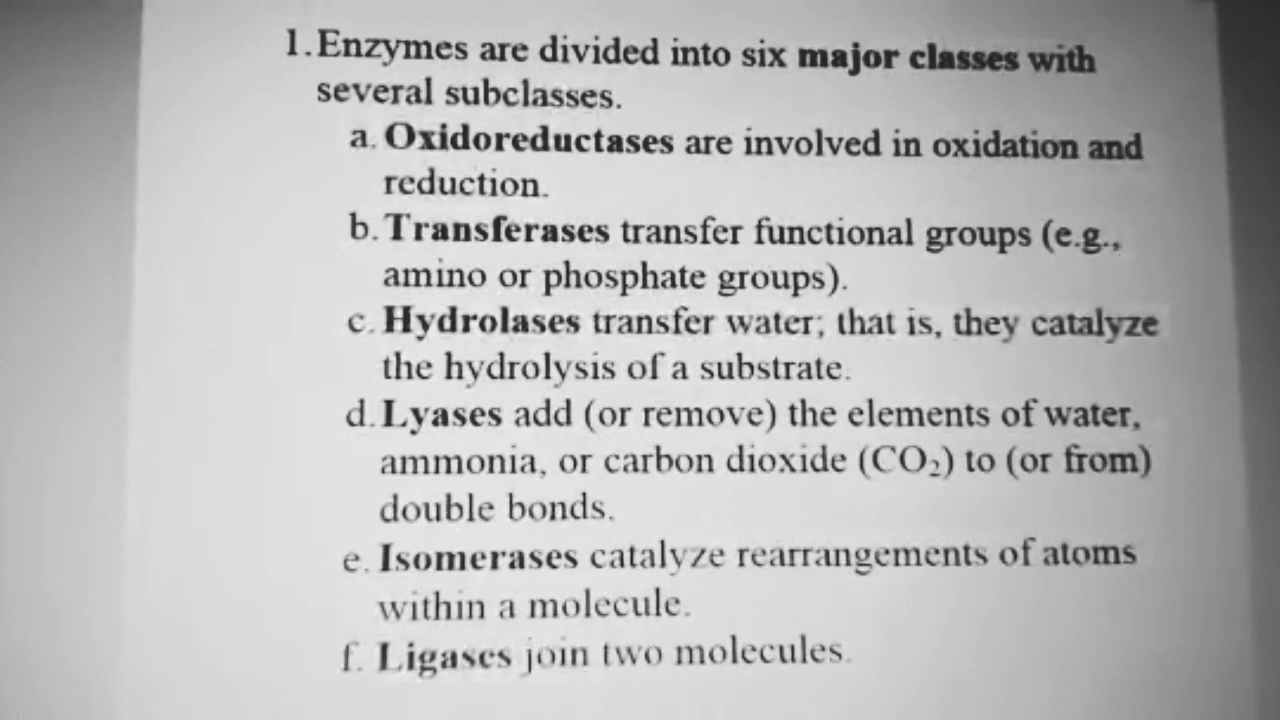 1. Enzymes are divided into six major classes with
several subclasses.
a. Oxidoreductases are involved in oxidation and
reduction.
b. Transferases transfer functional groups (e.g.,
amino or phosphate groups).
c. Hydrolases transfer water; that is, they catalyze
the hydrolysis of a substrate.
d. Lyases add (or remove) the elements of water,
ammonia, or carbon dioxide (CO₂) to (or from)
double bonds.
e. Isomerases catalyze rearrangements of atoms
within a molecule.
f. Ligases join two molecules.